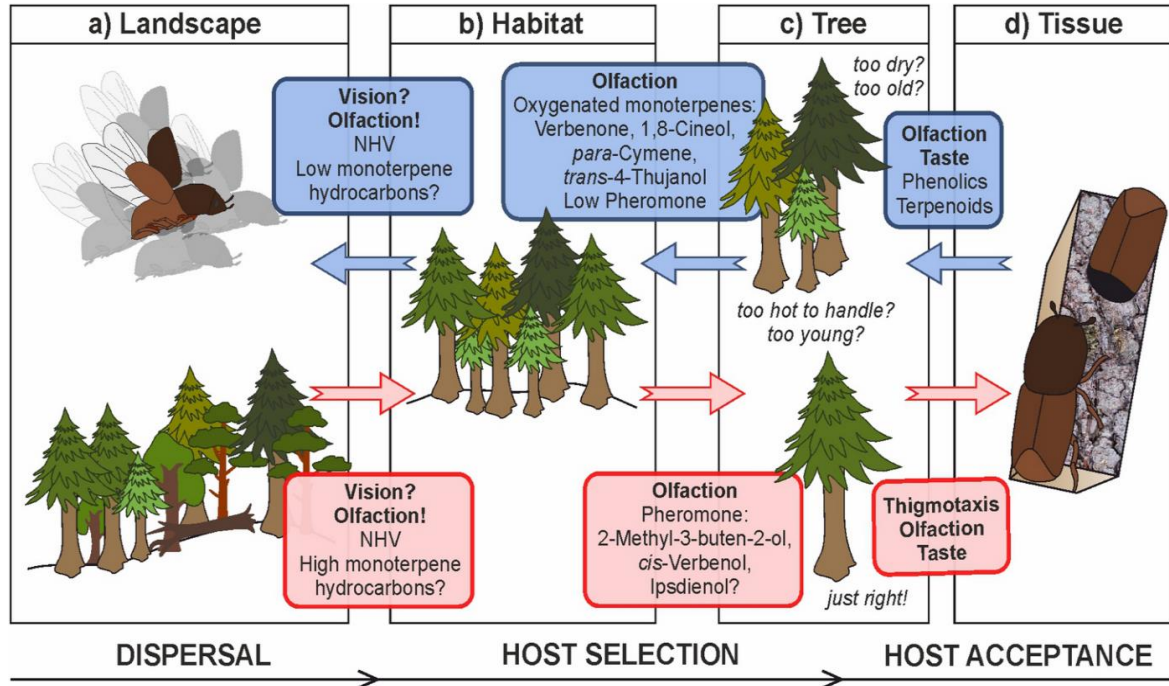 a) Landscape
b) Habitat
c) Tree
d) Tissue
Vision?
Olfaction!
NHV
Low monoterpene
hydrocarbons?
Olfaction
Oxygenated monoterpenes:
Verbenone, 1,8-Cineol,
para-Cymene,
trans-4-Thujanol
Low Pheromone
too dry?
too old?
Olfaction
Taste
Phenolics
Terpenoids
too hot to handle?
too young?
Vision?
Olfaction!
NHV
High monoterpene
hydrocarbons?
Olfaction
Pheromone:
2-Methyl-3-buten-2-ol,
cis-Verbenol,
Ipsdienol?
just right!
Thigmotaxis
Olfaction
Taste
DISPERSAL
HOST SELECTION
HOST ACCEPTANCE